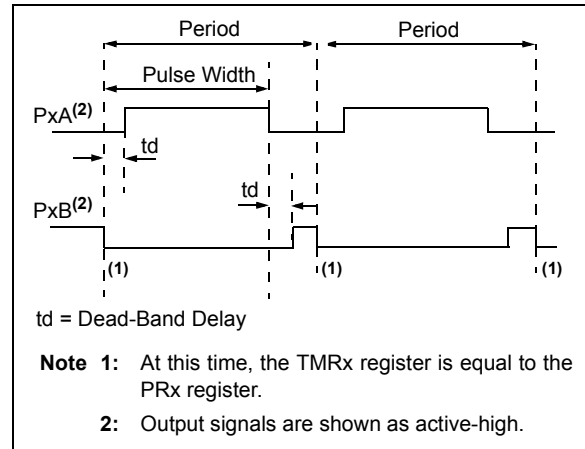 Period Period
Pulse Width
PxA(2)
td
td
PxB(2)
(1) (1) (1)
td = Dead-Band Delay
Note 1: At this time, the TMRx register is equal to the
PRx register.
2: Output signals are shown as active-high.